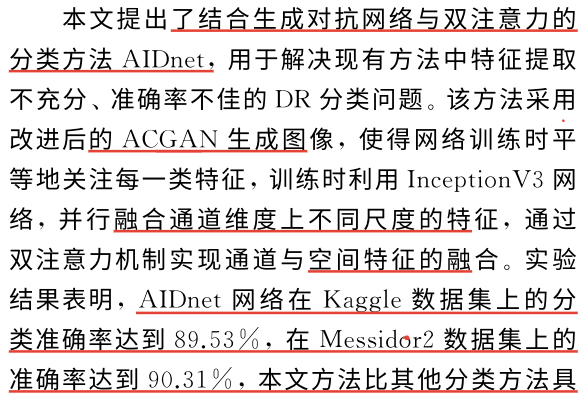 本文提出了结合生成对抗网络与双注意力的
分类方法 AIDnet，用于解决现有方法中特征提取
不充分、准确率不佳的 DR 分类问题。该方法采用
改进后的 ACGAN 生成图像，使得网络训练时平
等地关注每一类特征，训练时利用 InceptionV3 网
络，并行融合通道维度上不同尺度的特征，通过
双注意力机制实现通道与空间特征的融合。实验
结果表明，AIDnet 网络在 Kaggle 数据集上的分
类准确率达到 89.53%，在 Messidor2 数据集上的
准确率达到 90.31%，本文方法比其他分类方法具